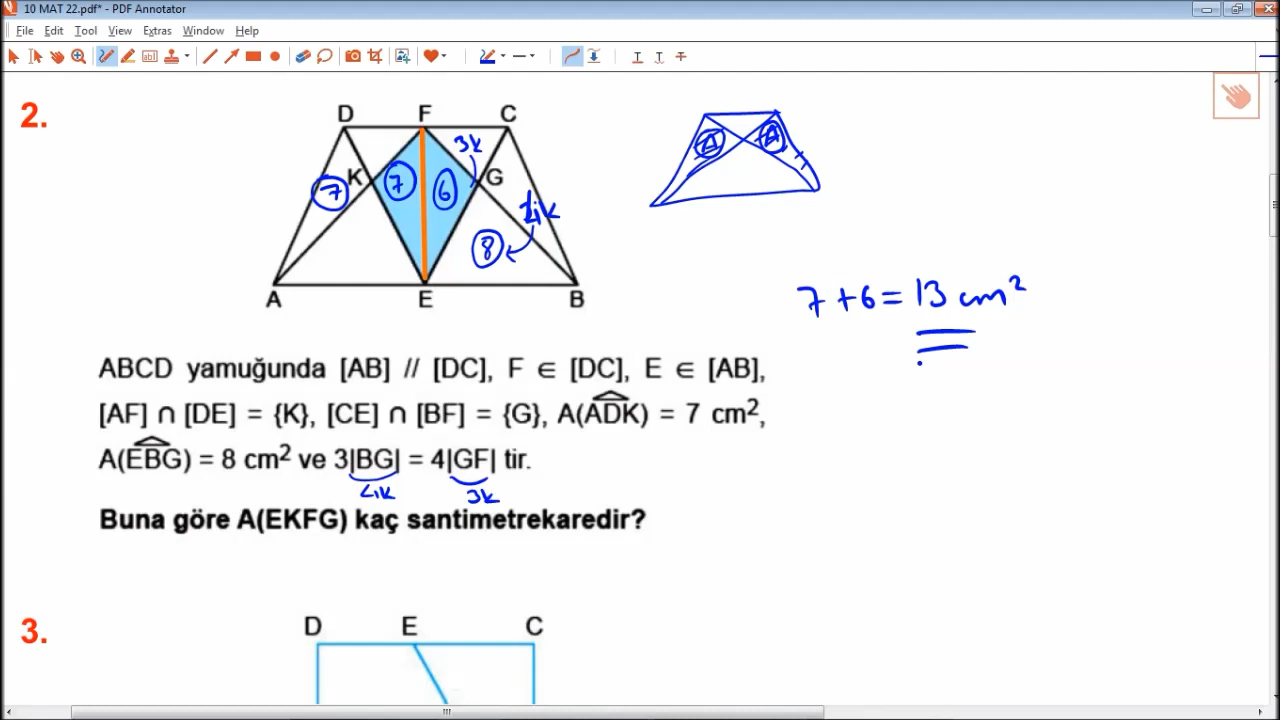 10 MAT 22.pdf* - PDF Annotator
File Edit Tool View Extras Window Help
2.
D F C
3k
7 K 7 6 G
4k
8
A E B
A A
7 + 6 = 13 cm²
ABCD yamuğunda [AB] // [DC], F ∈ [DC], E ∈ [AB],
[AF] ∩ [DE] = {K}, [CE] ∩ [BF] = {G}, A(ADK) = 7 cm²,
A(EBG) = 8 cm² ve 3|BG| = 4|GF| tir.
4k 3k
Buna göre A(EKFG) kaç santimetrekaredir?
3.
D E C